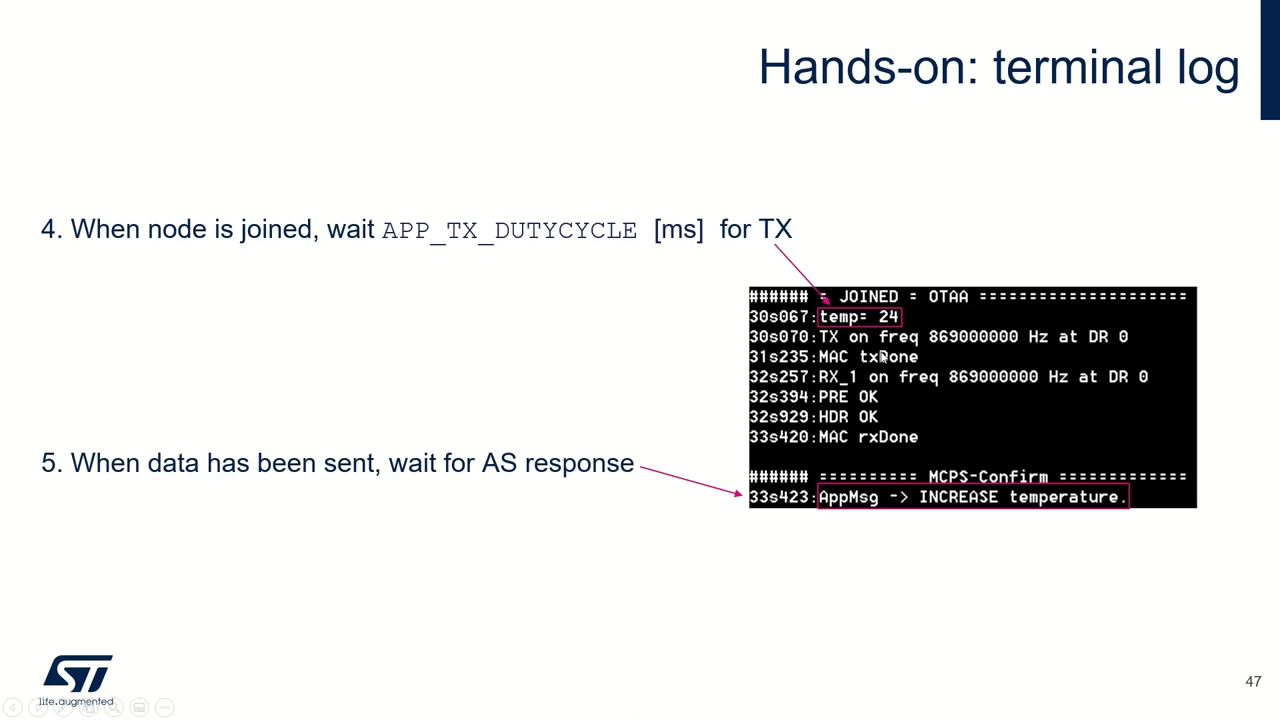 Hands-on: terminal log
4. When node is joined, wait APP_TX_DUTYCYCLE [ms] for TX
###### = JOINED = OTAA =====================
30s067:temp= 24
30s070:TX on freq 869000000 Hz at DR 0
31s235:MAC txDone
32s257:RX_1 on freq 869000000 Hz at DR 0
32s394:PRE OK
32s929:HDR OK
33s420:MAC rxDone
5. When data has been sent, wait for AS response
###### ========== MCPS-Confirm =============
33s423:AppMsg -> INCREASE temperature.
ST
life.augmented
47